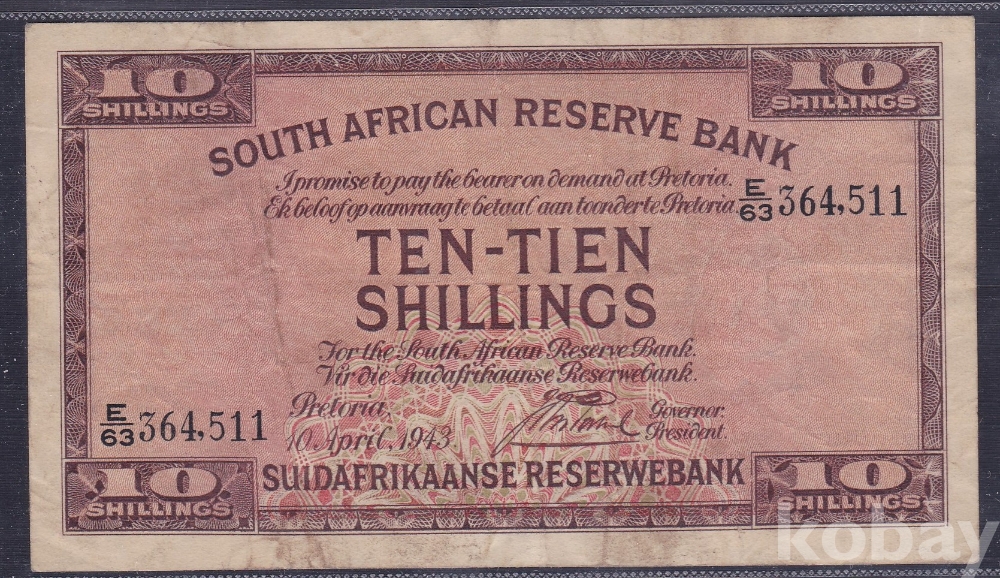 10 SHILLINGS
10 SHILLINGS
SOUTH AFRICAN RESERVE BANK
I promise to pay the bearer on demand at Pretoria.
Ek beloof op aanvraag te betaal aan toonder te Pretoria
E/63 364,511
TEN-TIEN
SHILLINGS
For the South African Reserve Bank.
Vir die Suidafrikaanse Reserwebank.
Pretoria,
10. April, 1943
Governor.
President.
E/63 364,511
SUIDAFRIKAANSE RESERWEBANK
10 SHILLINGS
10 SHILLINGS
kobay